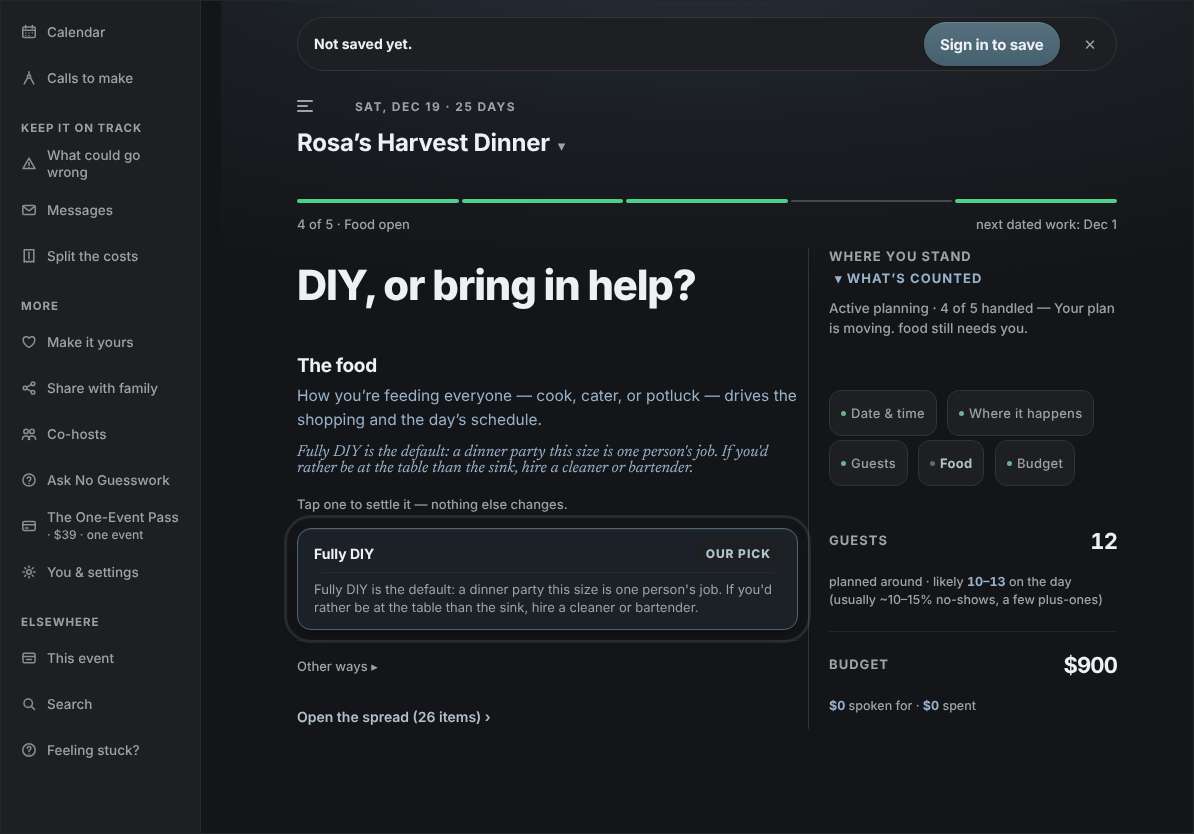 Calendar
Calls to make
KEEP IT ON TRACK
What could go
wrong
Messages
Split the costs
MORE
Make it yours
Share with family
Co-hosts
Ask No Guesswork
The One-Event Pass
· $39 · one event
You & settings
ELSEWHERE
This event
Search
Feeling stuck?
Not saved yet.
Sign in to save
×
SAT, DEC 19 · 25 DAYS
Rosa’s Harvest Dinner ▾
4 of 5 · Food open
next dated work: Dec 1
DIY, or bring in help?
The food
How you’re feeding everyone — cook, cater, or potluck — drives the
shopping and the day’s schedule.
Fully DIY is the default: a dinner party this size is one person's job. If you'd
rather be at the table than the sink, hire a cleaner or bartender.
Tap one to settle it — nothing else changes.
Fully DIY
OUR PICK
Fully DIY is the default: a dinner party this size is one person's job. If you'd
rather be at the table than the sink, hire a cleaner or bartender.
Other ways ▸
Open the spread (26 items) ›
WHERE YOU STAND
▾ WHAT’S COUNTED
Active planning · 4 of 5 handled — Your plan
is moving. food still needs you.
• Date & time
• Where it happens
• Guests
• Food
• Budget
GUESTS
12
planned around · likely 10–13 on the day
(usually ~10–15% no-shows, a few plus-ones)
BUDGET
$900
$0 spoken for · $0 spent